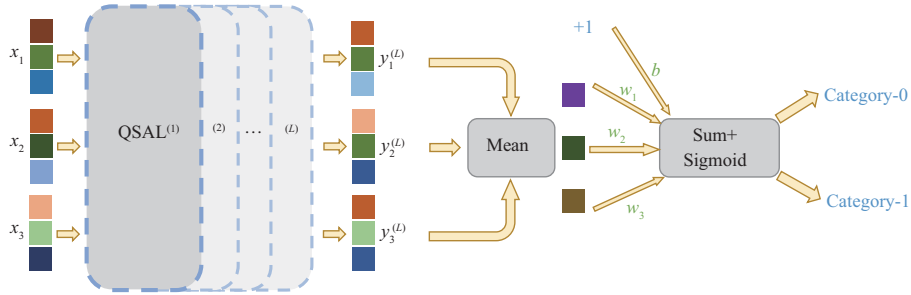 x₁
x₂
x₃
QSAL⁽¹⁾
(2)
...
(L)
y₁⁽ᴸ⁾
y₂⁽ᴸ⁾
y₃⁽ᴸ⁾
Mean
+1
b
w₁
w₂
w₃
Sum+
Sigmoid
Category-0
Category-1